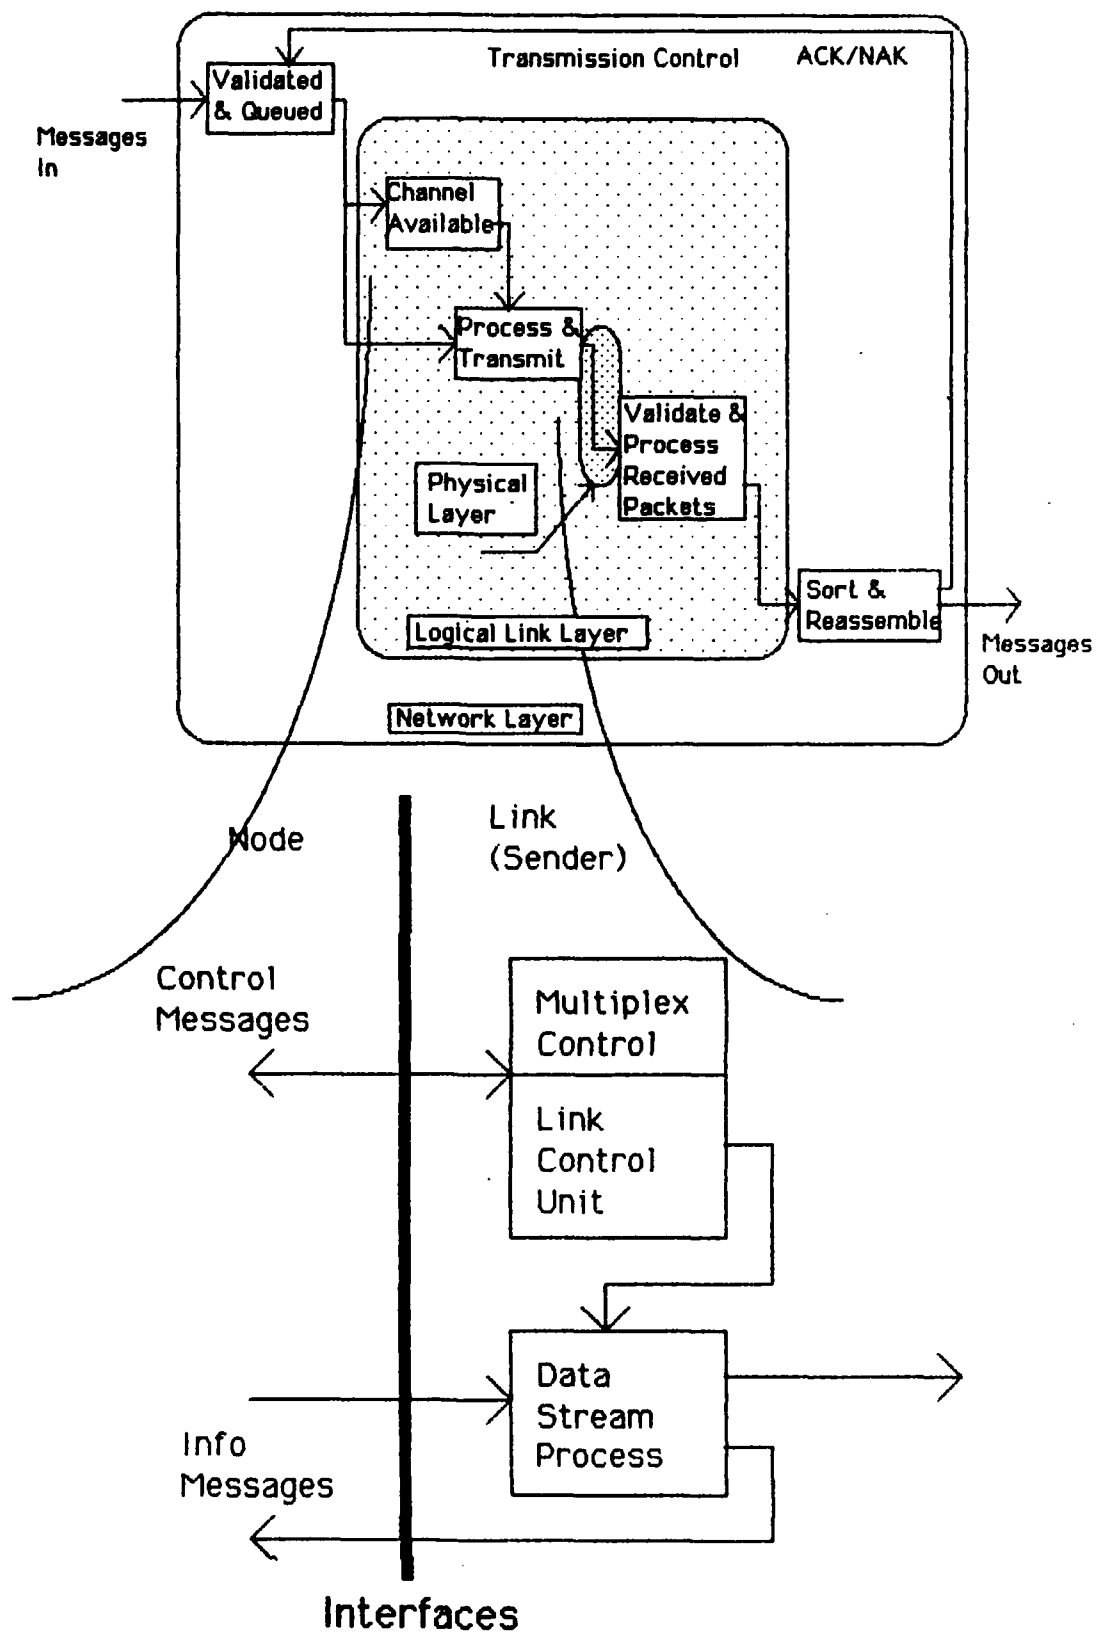 Transmission Control
ACK/NAK
Validated
& Queued
Messages
In
Channel
Available
Process &
Transmit
Validate &
Process
Received
Packets
Physical
Layer
Sort &
Reassemble
Logical Link Layer
Messages
Out
Network Layer
Node
Link
(Sender)
Control
Messages
Multiplex
Control
Link
Control
Unit
Data
Stream
Process
Info
Messages
Interfaces